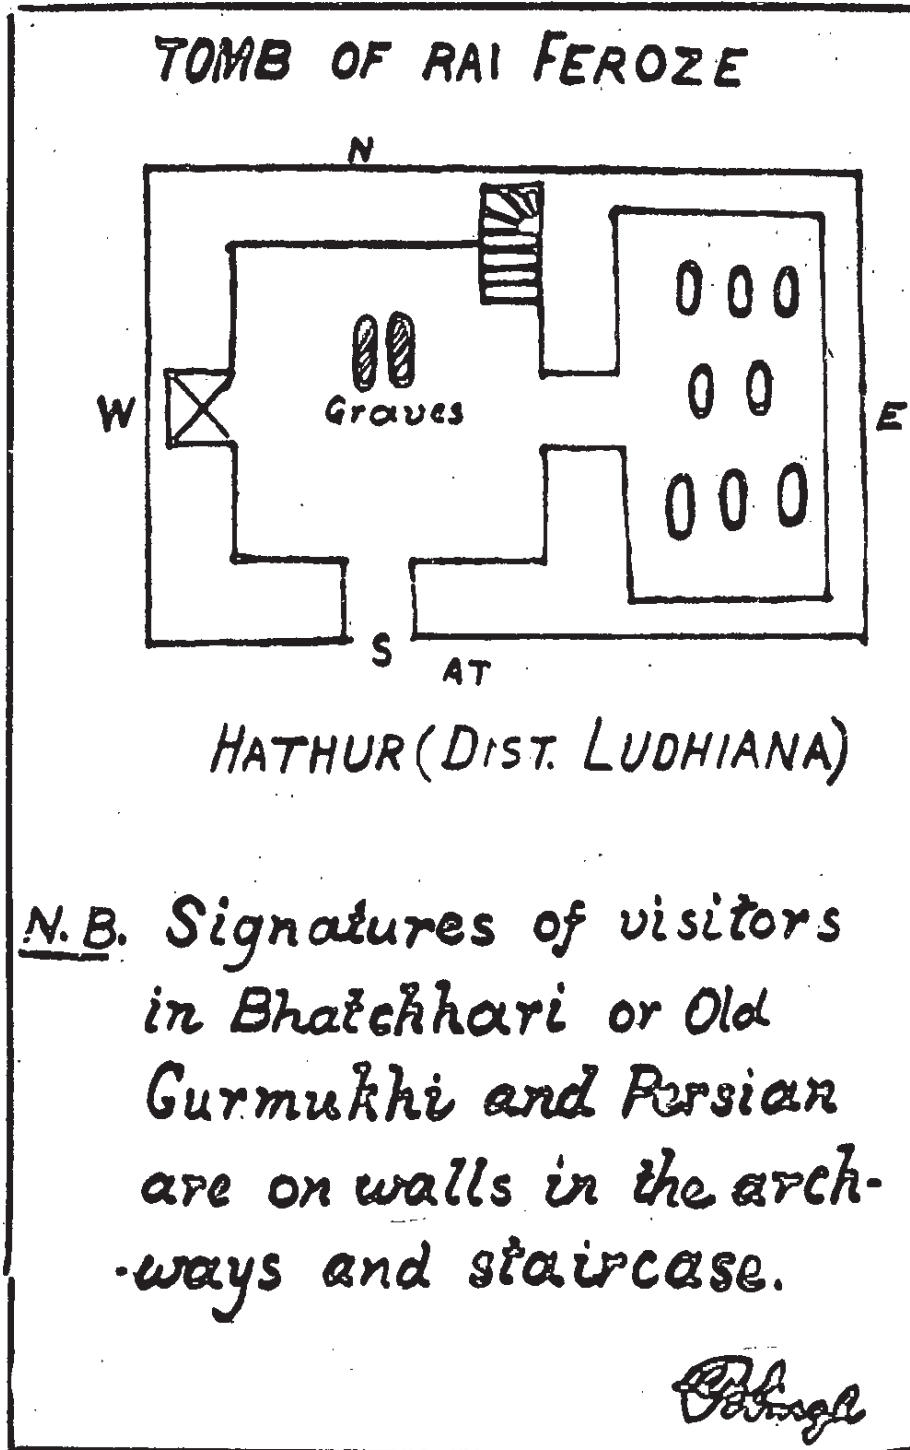 TOMB OF RAI FEROZE
N
W
Graves
E
S
AT
HATHUR (DIST. LUDHIANA)
N.B. Signatures of visitors
in Bhatchhari or Old
Gurmukhi and Persian
are on walls in the arch-
-ways and staircase.